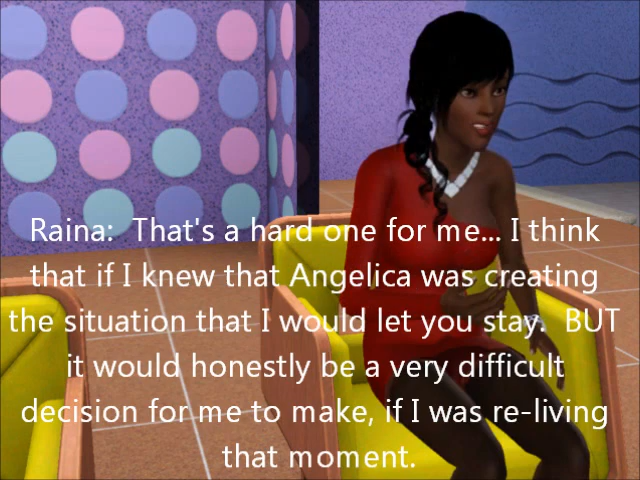 Raina:  That's a hard one for me... I think
that if I knew that Angelica was creating
the situation that I would let you stay.  BUT
it would honestly be a very difficult
decision for me to make, if I was re-living
that moment.